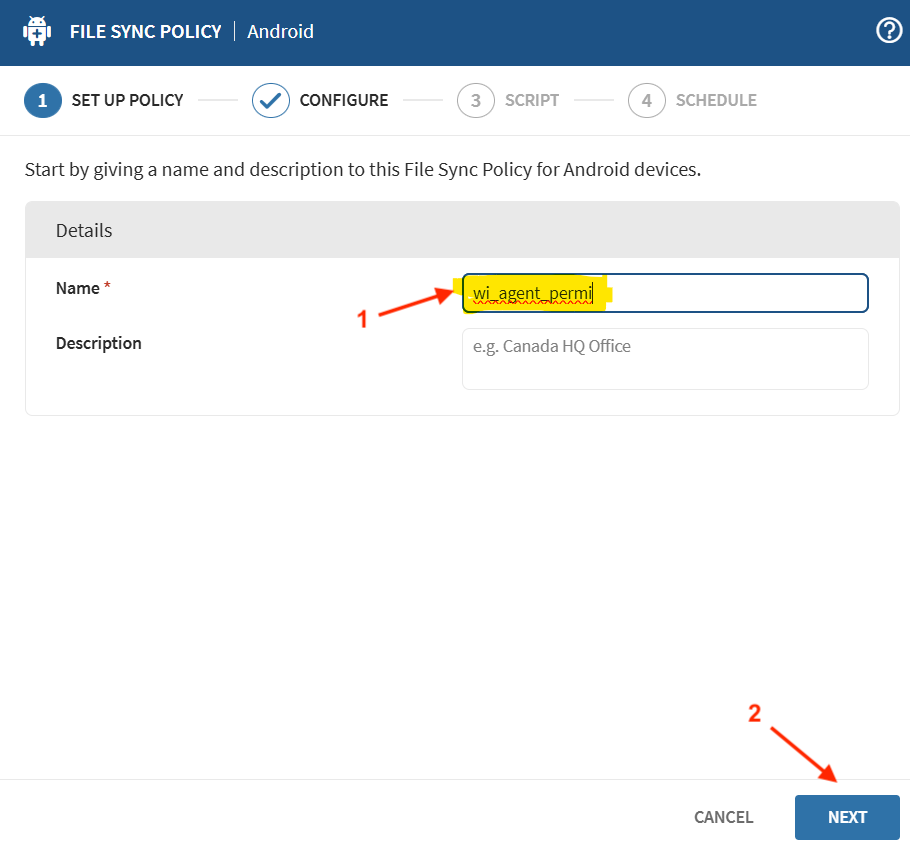 FILE SYNC POLICY | Android
1 SET UP POLICY CONFIGURE 3 SCRIPT 4 SCHEDULE
Start by giving a name and description to this File Sync Policy for Android devices.
Details
Name * wi_agent_permi
1
Description e.g. Canada HQ Office
2
CANCEL NEXT